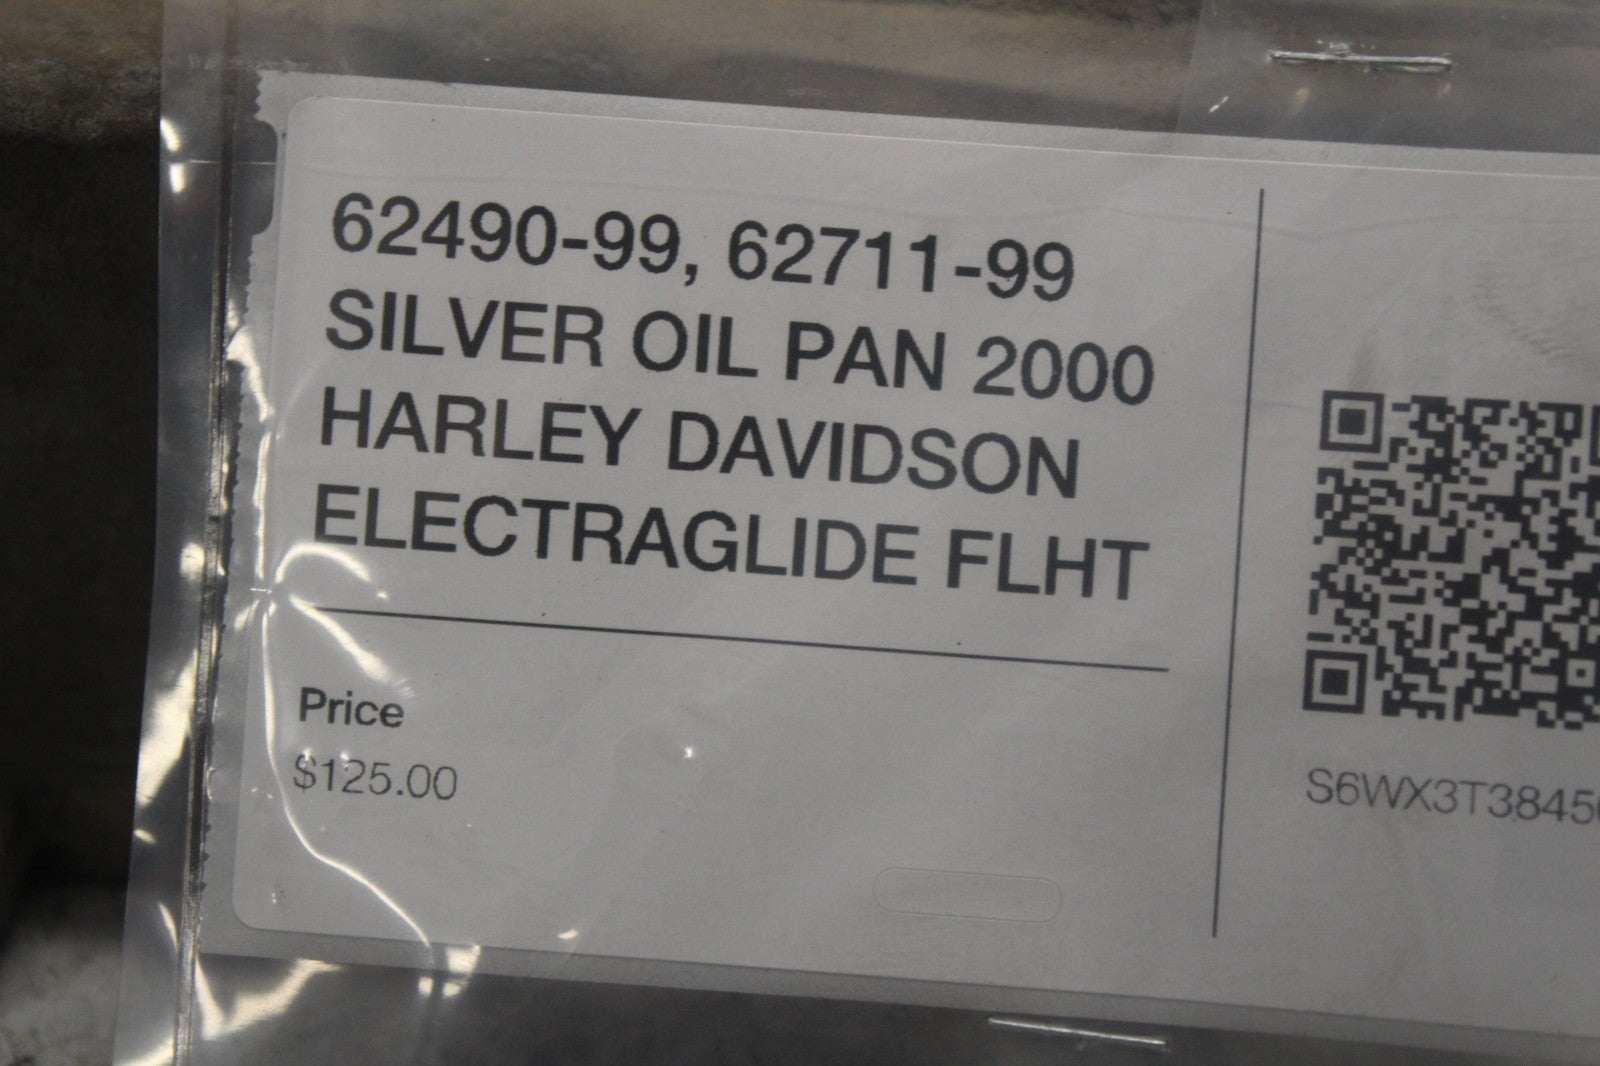 62490-99, 62711-99
SILVER OIL PAN 2000
HARLEY DAVIDSON
ELECTRAGLIDE FLHT
Price
$125.00